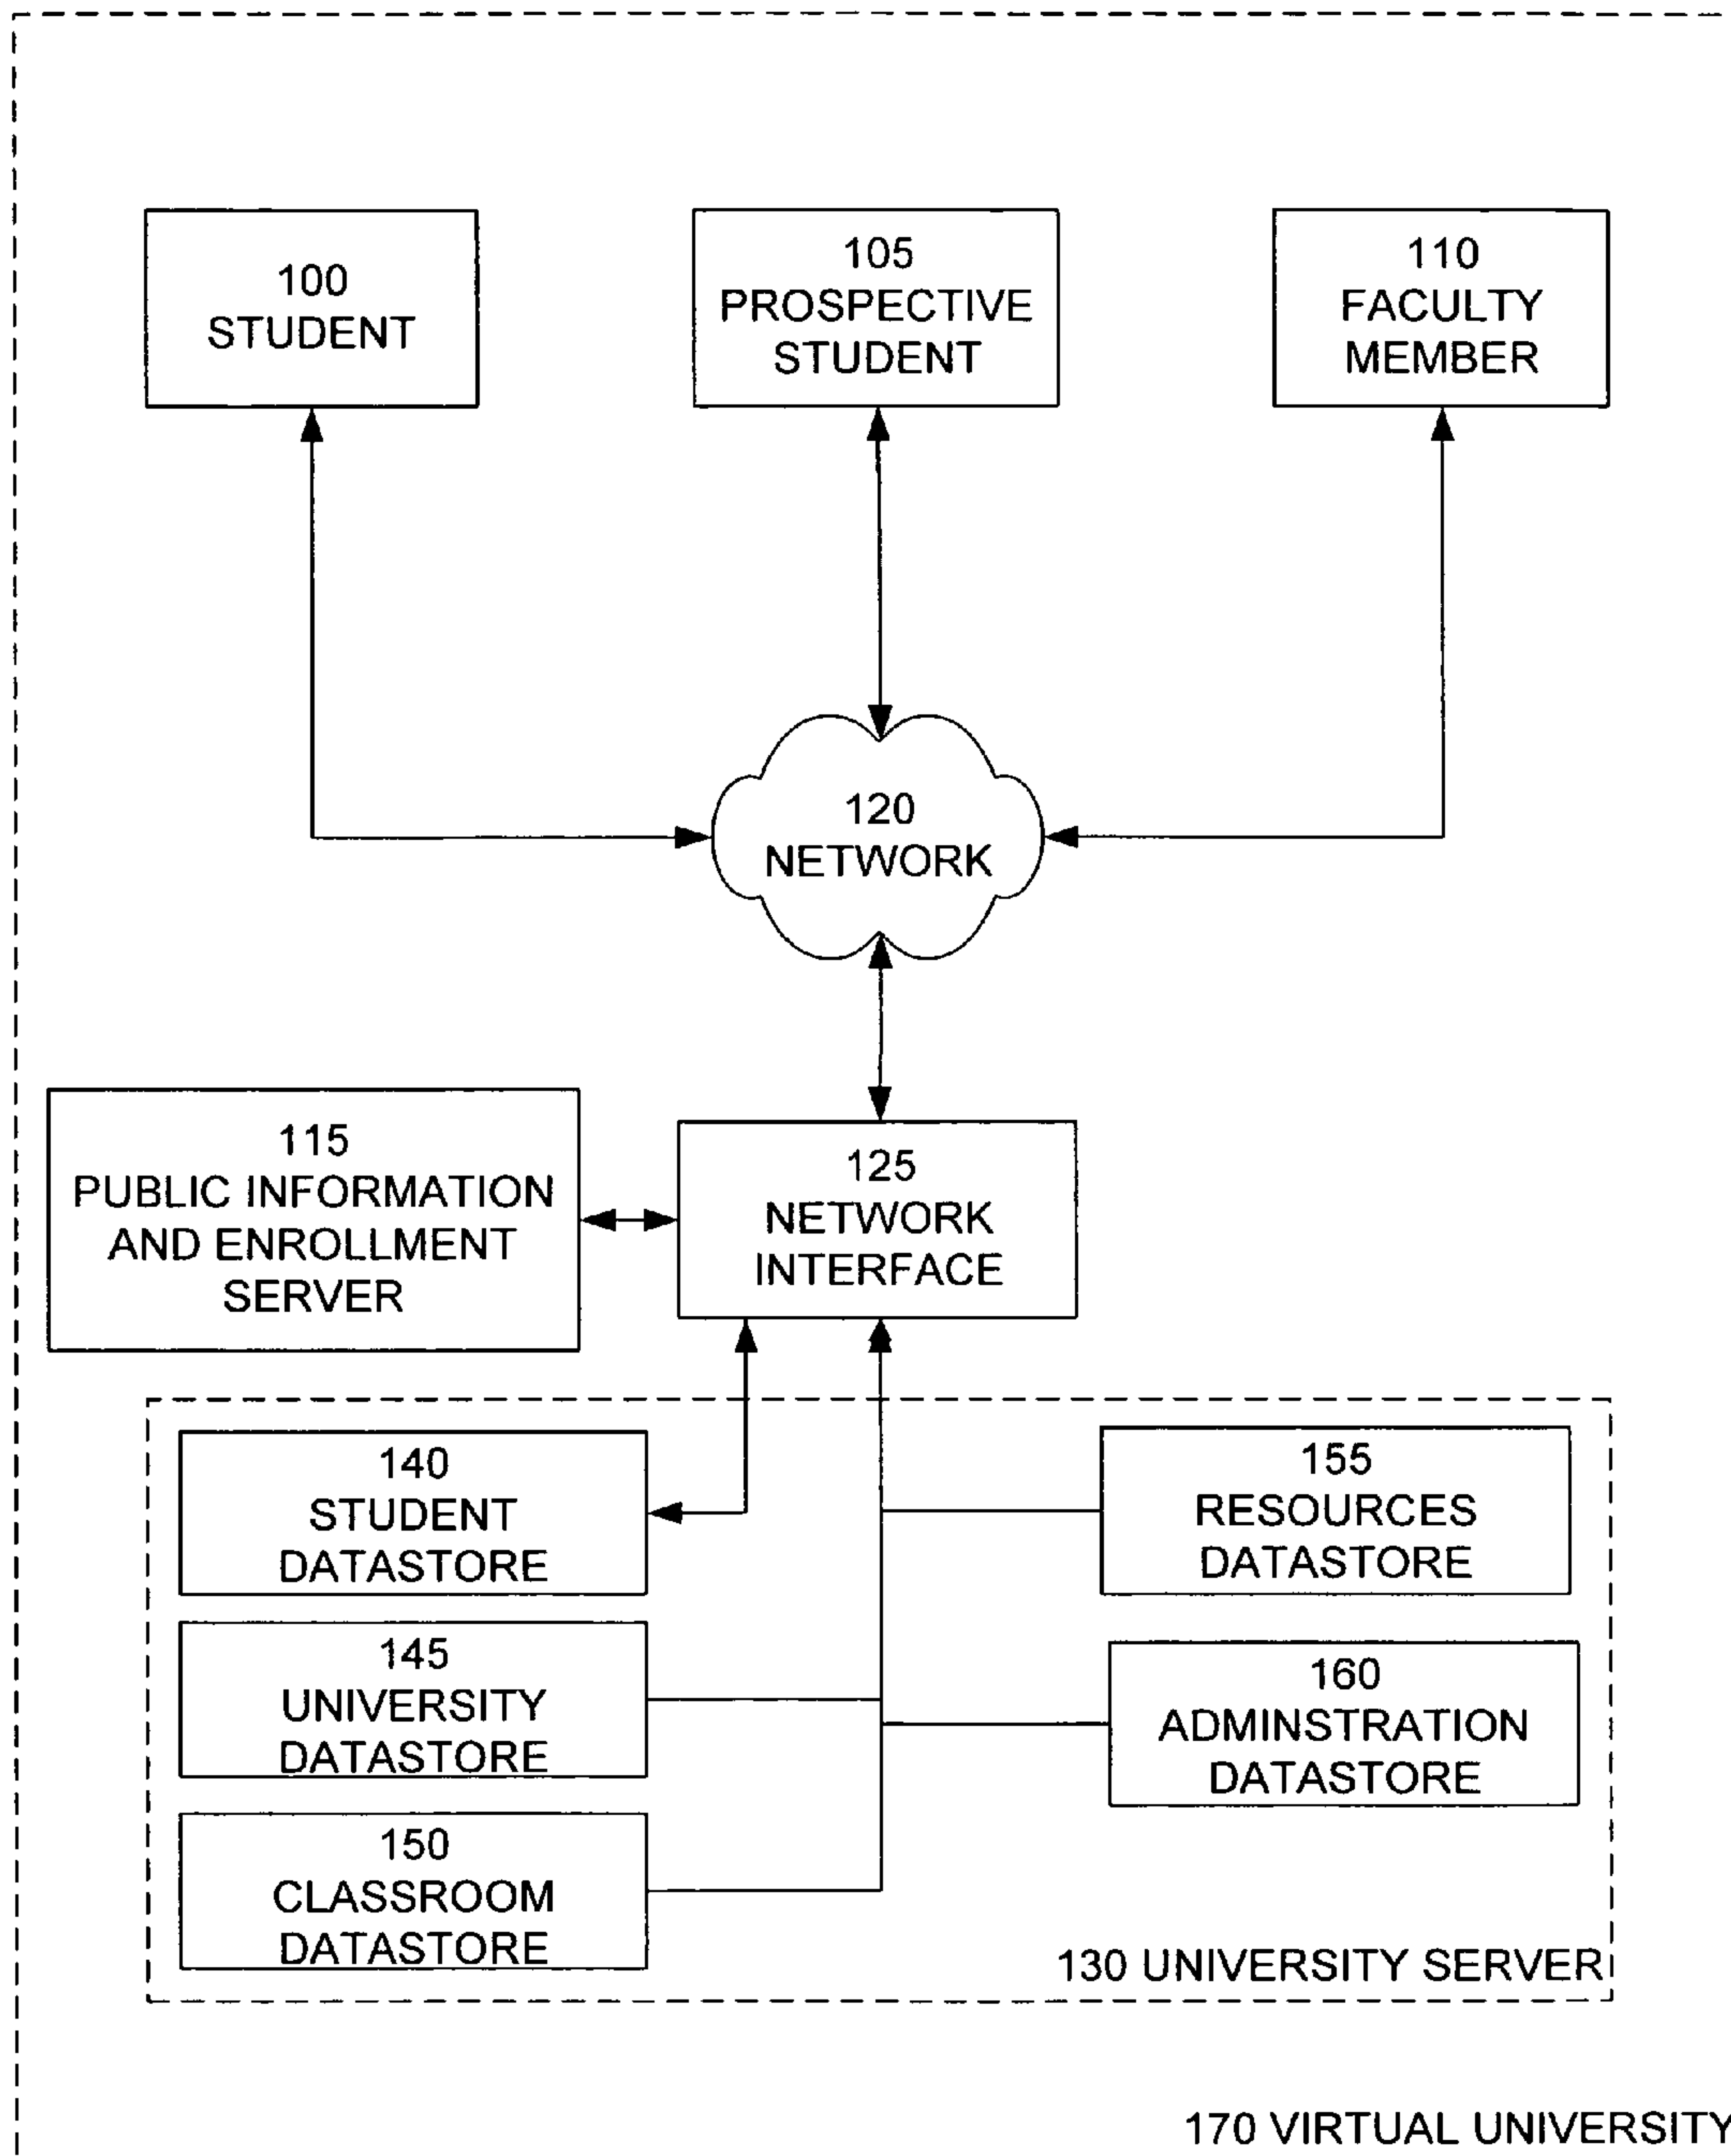 100
STUDENT
105
PROSPECTIVE
STUDENT
110
FACULTY
MEMBER
120
NETWORK
115
PUBLIC INFORMATION
AND ENROLLMENT
SERVER
125
NETWORK
INTERFACE
140
STUDENT
DATASTORE
155
RESOURCES
DATASTORE
145
UNIVERSITY
DATASTORE
160
ADMINSTRATION
DATASTORE
150
CLASSROOM
DATASTORE
130 UNIVERSITY SERVER
170 VIRTUAL UNIVERSITY